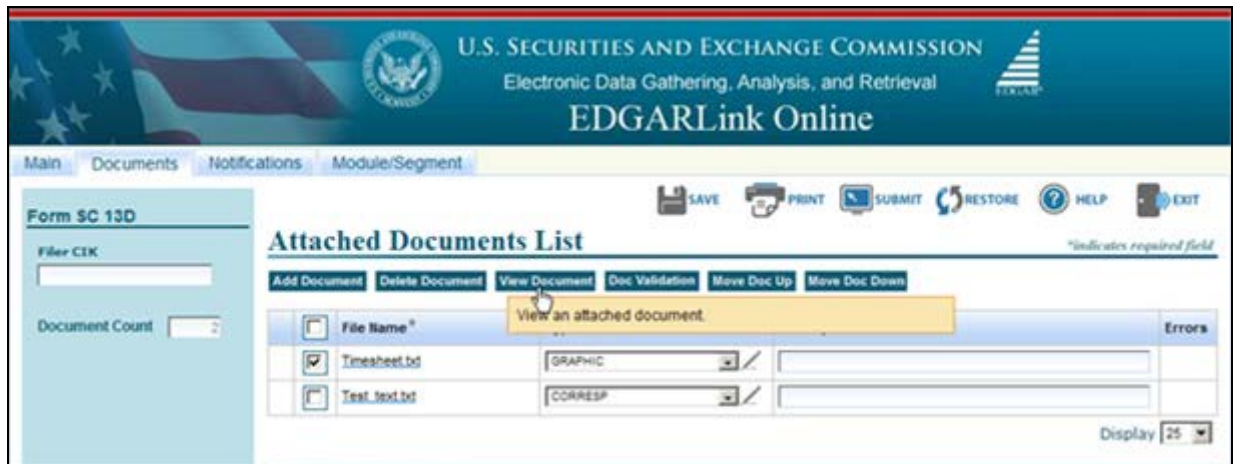 U.S. SECURITIES AND EXCHANGE COMMISSION
Electronic Data Gathering, Analysis, and Retrieval
EDGAR
EDGARLink Online
Main Documents Notifications Module/Segment
SAVE PRINT SUBMIT RESTORE HELP EXIT
Form SC 13D
Filer CIK
Document Count 2
Attached Documents List
*indicates required field
Add Document Delete Document View Document Doc Validation Move Doc Up Move Doc Down
View an attached document.
File Name* Errors
Timesheet.txt GRAPHIC
Test_text.txt CORRESP
Display 25